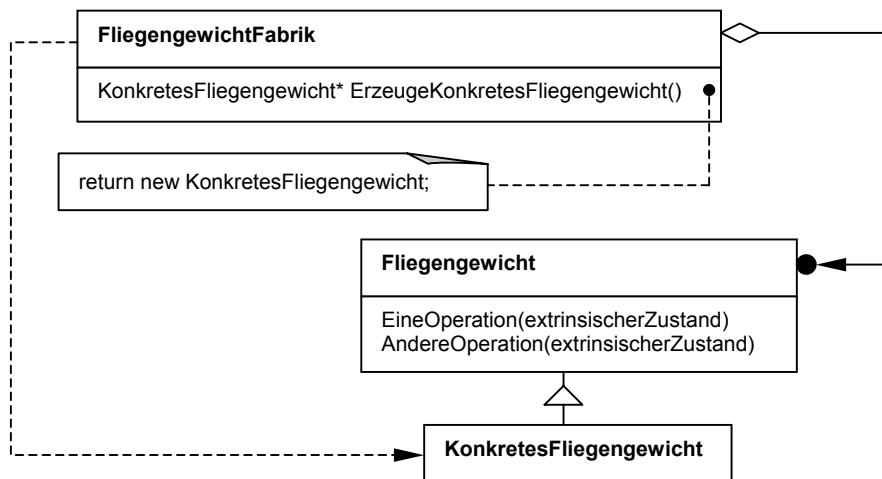 FliegengewichtFabrik
KonkretesFliegengewicht* ErzeugeKonkretesFliegengewicht()
return new KonkretesFliegengewicht;
Fliegengewicht
EineOperation(extrinsischerZustand)
AndereOperation(extrinsischerZustand)
KonkretesFliegengewicht